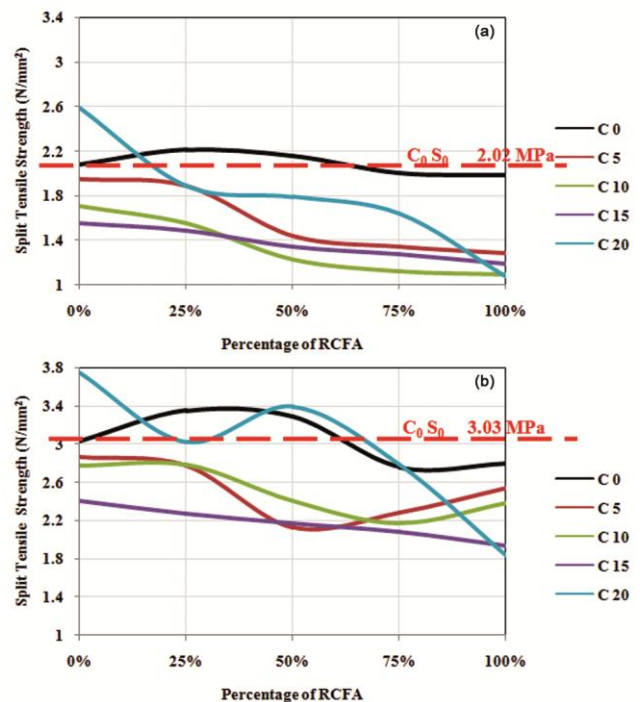 (a)
Split Tensile Strength (N/mm²)
3.4
3
2.6
2.2
1.8
1.4
1
C₀ S₀ 2.02 MPa
0% 25% 50% 75% 100%
Percentage of RCFA
C 0
C 5
C 10
C 15
C 20
(b)
Split Tensile Strength (N/mm²)
3.8
3.4
3
2.6
2.2
1.8
1
C₀ S₀ 3.03 MPa
0% 25% 50% 75% 100%
Percentage of RCFA
C 0
C 5
C 10
C 15
C 20